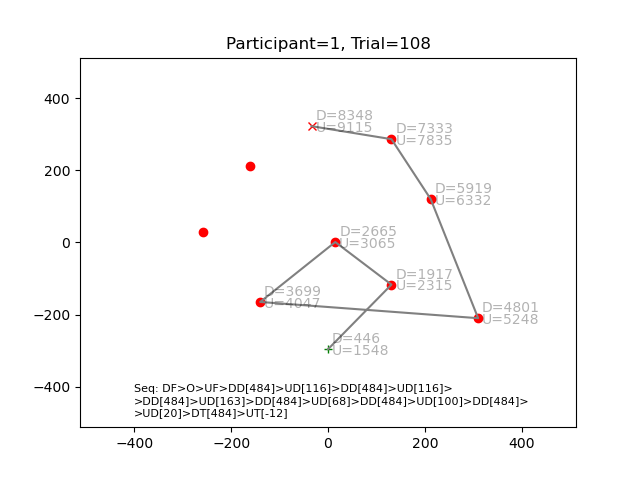 Participant=1, Trial=108
400
200
0
−200
−400
D=8348
U=9115
D=7333
U=7835
D=5919
U=6332
D=2665
U=3065
D=1917
U=2315
D=3699
U=4047
D=4801
U=5248
D=446
U=1548
Seq: DF>O>UF>DD[484]>UD[116]>DD[484]>UD[116]>
>DD[484]>UD[163]>DD[484]>UD[68]>DD[484]>UD[100]>DD[484]>
>UD[20]>DT[484]>UT[-12]
−400 −200 0 200 400